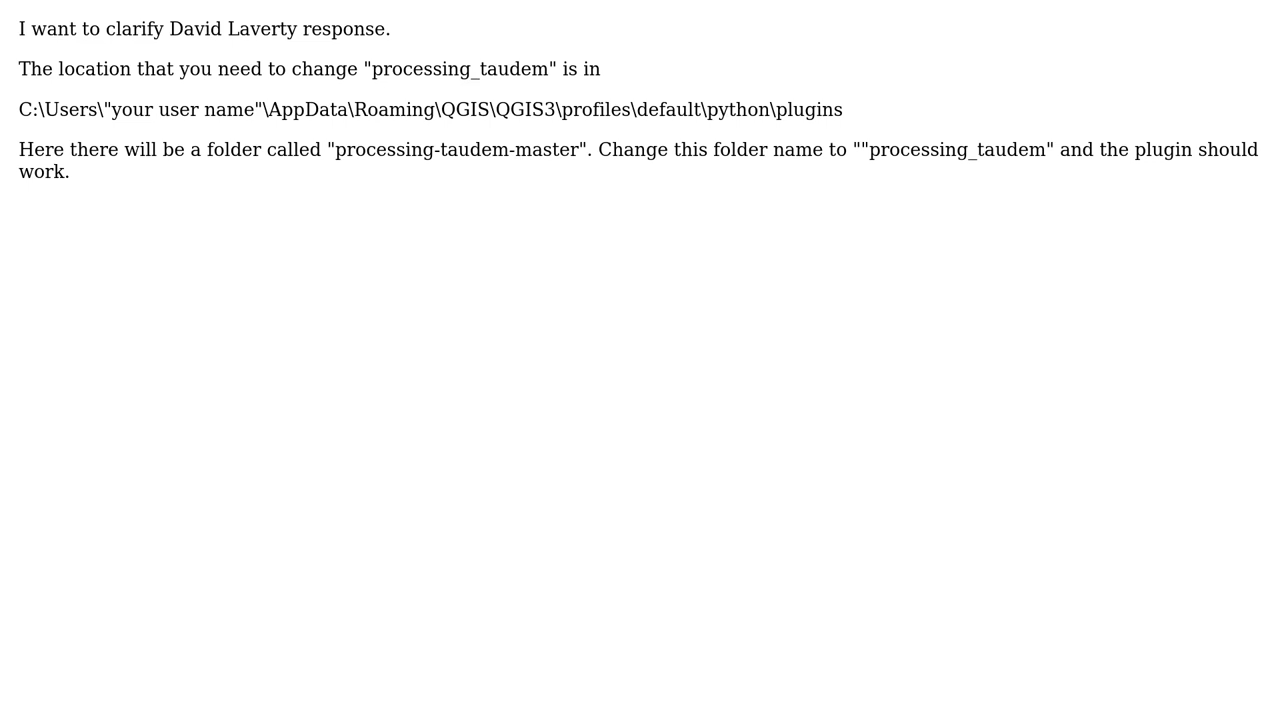 I want to clarify David Laverty response.
The location that you need to change "processing_taudem" is in
C:\Users\"your user name"\AppData\Roaming\QGIS\QGIS3\profiles\default\python\plugins
Here there will be a folder called "processing-taudem-master". Change this folder name to ""processing_taudem" and the plugin should
work.